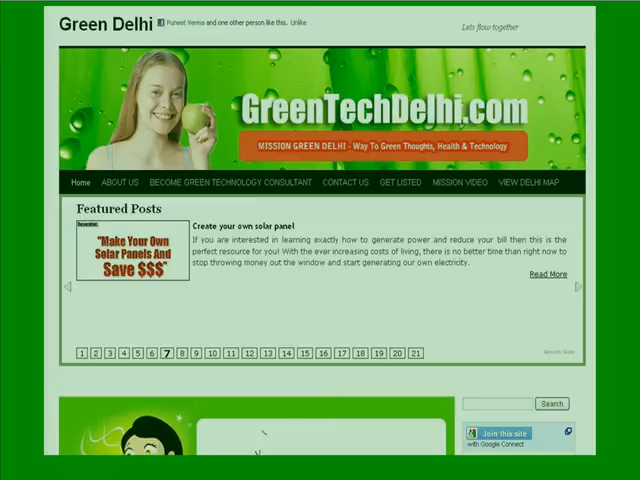 Green Delhi
Puneet Verma and one other person like this. Unlike
Lets flow together
GreenTechDelhi.com
MISSION GREEN DELHI - Way To Green Thoughts, Health & Technology
Home ABOUT US BECOME GREEN TECHNOLOGY CONSULTANT CONTACT US GET LISTED MISSION VIDEO VIEW DELHI MAP
Featured Posts
"Make Your Own
Solar Panels And
Save $$$"
Create your own solar panel
If you are interested in learning exactly how to generate power and reduce your bill then this is the
perfect resource for you! With the ever increasing costs of living, there is no better time than right now to
stop throwing money out the window and start generating our own electricity.
Read More
1 2 3 4 5 6 7 8 9 10 11 12 13 14 15 16 17 18 19 20 21
Search
Join this site
with Google Connect